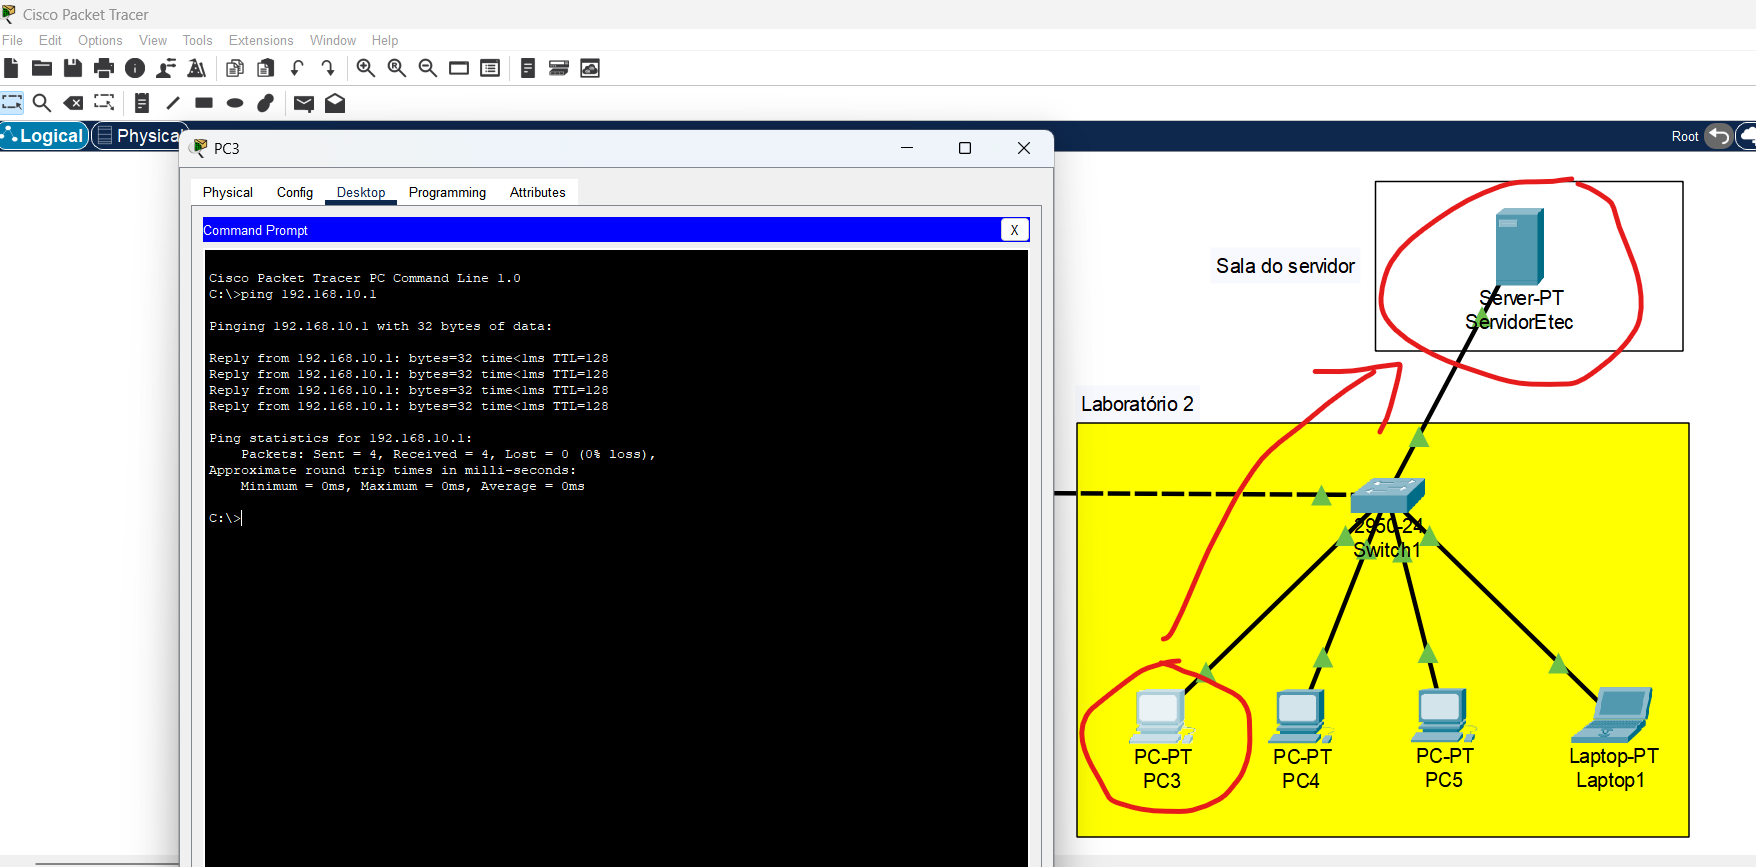 Cisco Packet Tracer
File Edit Options View Tools Extensions Window Help
Logical Physical Root
PC3
Physical Config Desktop Programming Attributes
Command Prompt X
Cisco Packet Tracer PC Command Line 1.0
C:\>ping 192.168.10.1
Pinging 192.168.10.1 with 32 bytes of data:
Reply from 192.168.10.1: bytes=32 time<1ms TTL=128
Reply from 192.168.10.1: bytes=32 time<1ms TTL=128
Reply from 192.168.10.1: bytes=32 time<1ms TTL=128
Reply from 192.168.10.1: bytes=32 time<1ms TTL=128
Ping statistics for 192.168.10.1:
Packets: Sent = 4, Received = 4, Lost = 0 (0% loss),
Approximate round trip times in milli-seconds:
Minimum = 0ms, Maximum = 0ms, Average = 0ms
C:\>
Sala do servidor
Server-PT
ServidorEtec
Laboratório 2
2950-24
Switch1
PC-PT
PC3
PC-PT
PC4
PC-PT
PC5
Laptop-PT
Laptop1